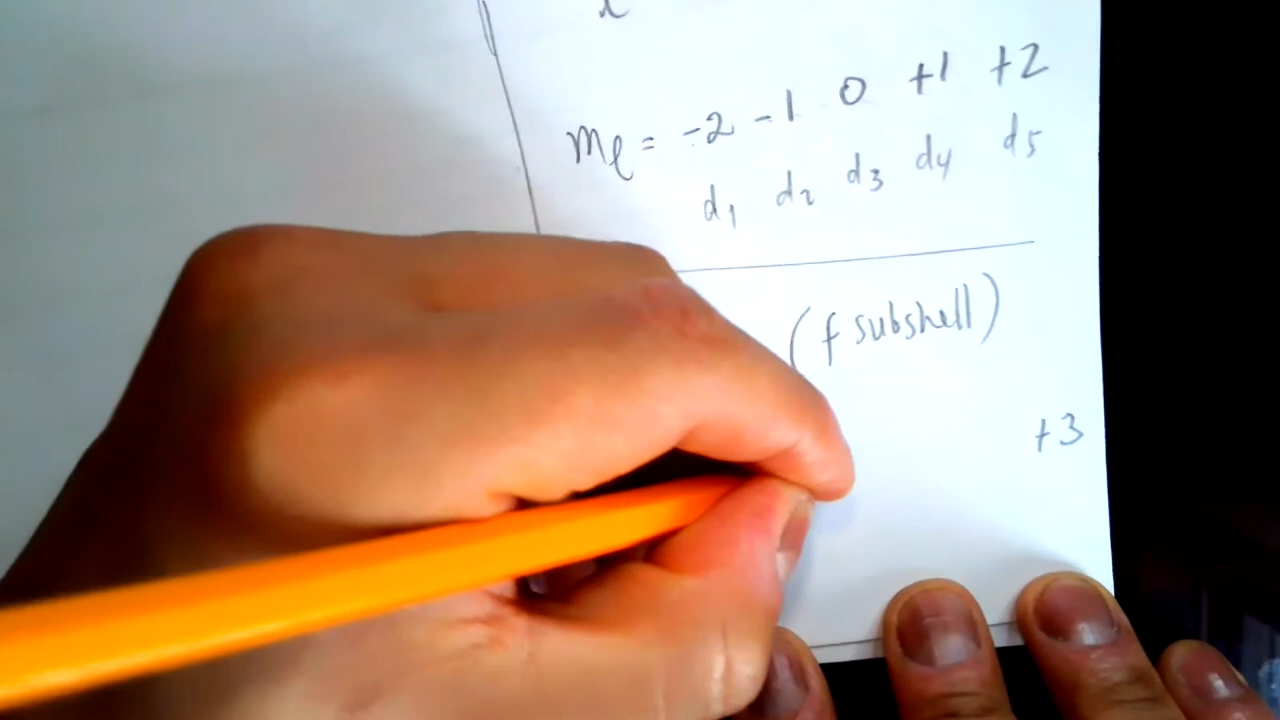 mℓ = -2 -1 0 +1 +2
d1 d2 d3 d4 d5
(f subshell)
+3